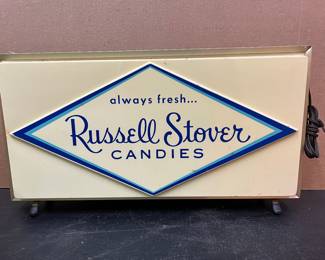 always fresh...
Russell Stover
CANDIES